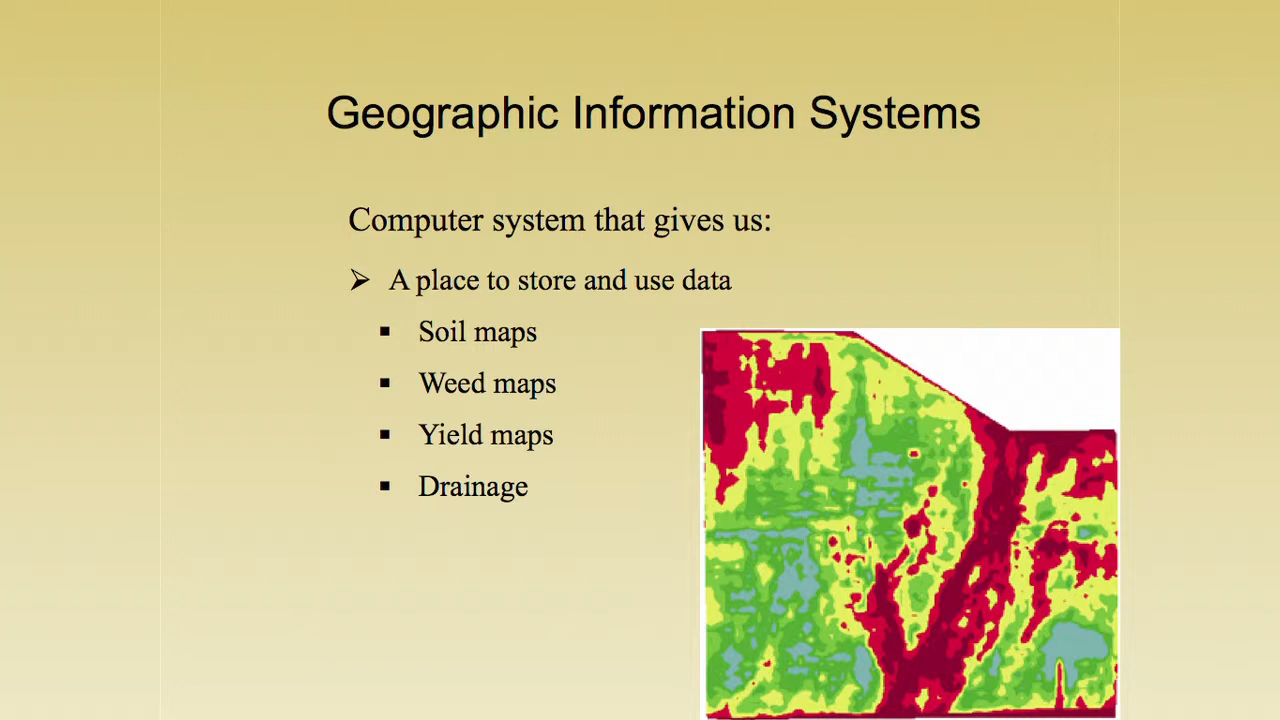 Geographic Information Systems
Computer system that gives us:
➢ A place to store and use data
▪ Soil maps
▪ Weed maps
▪ Yield maps
▪ Drainage